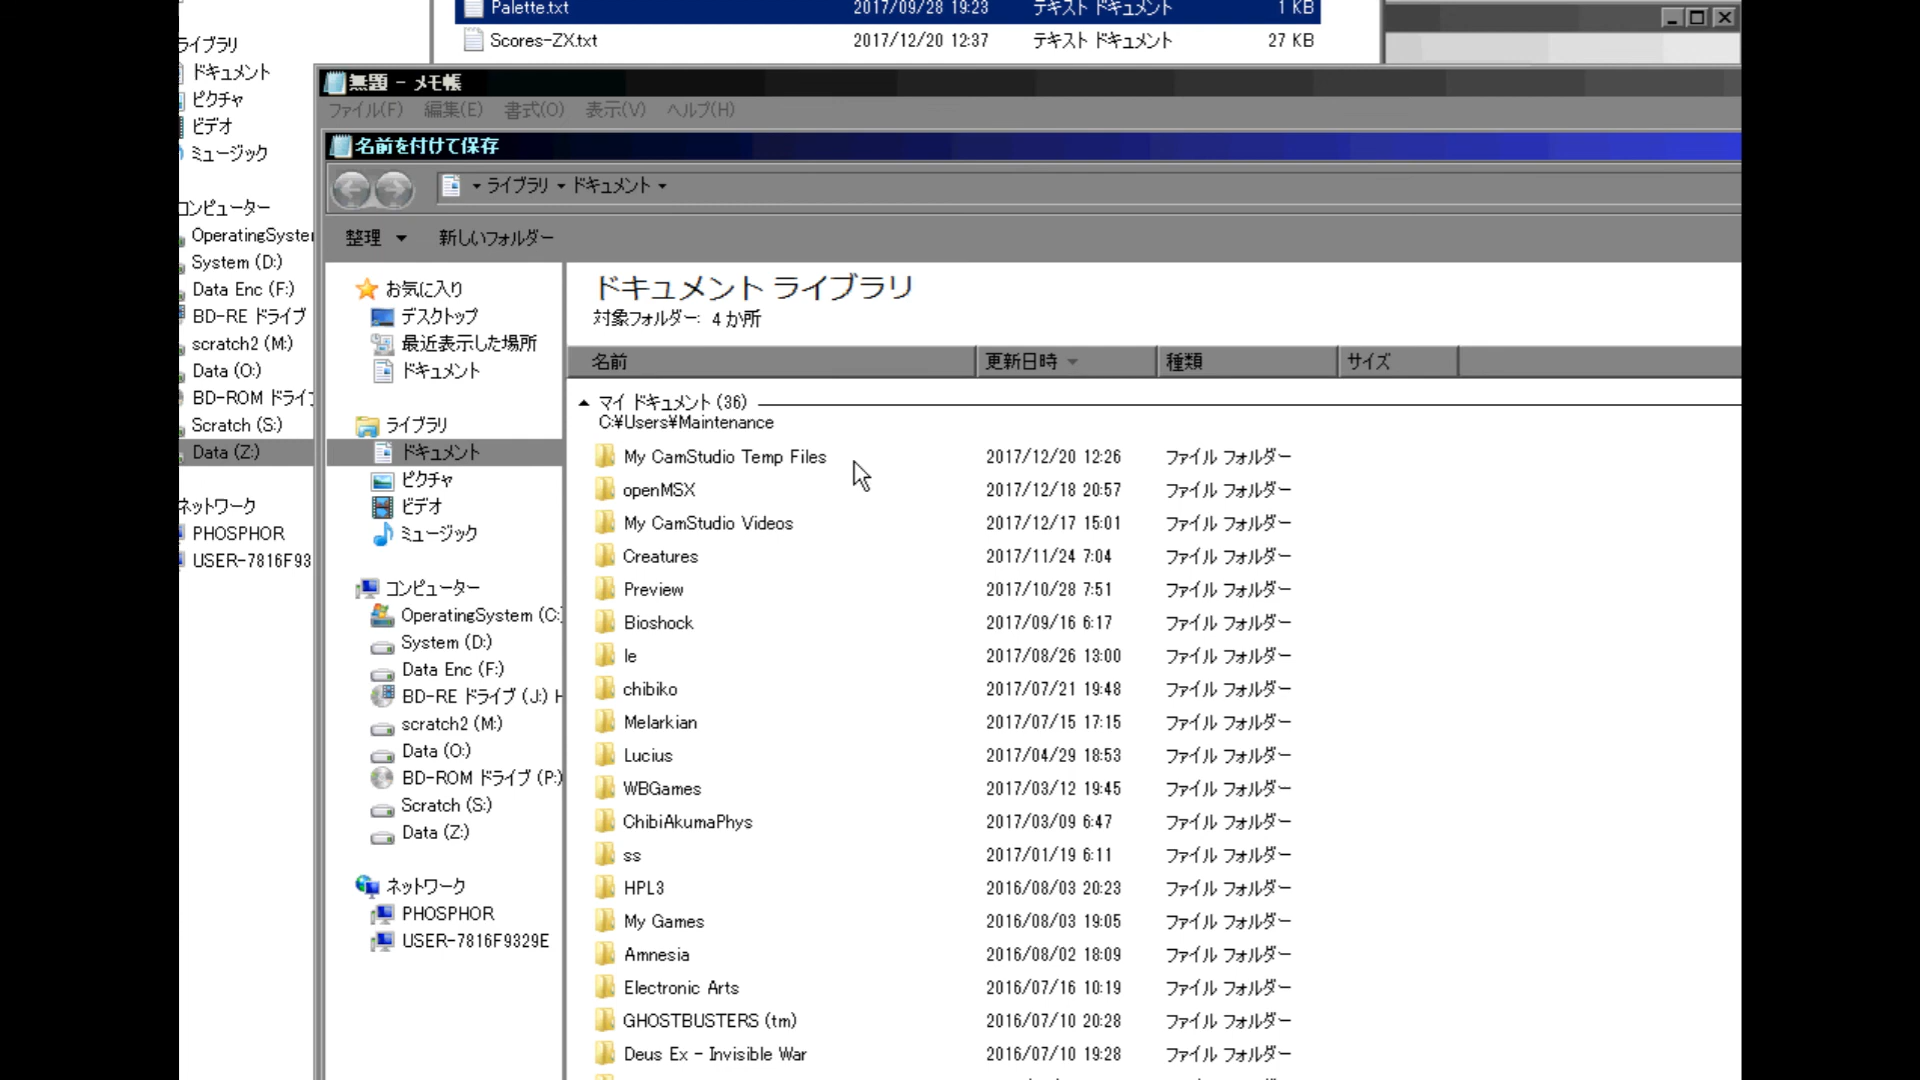 Palette.txt 2017/09/28 19:23 テキスト ドキュメント 1 KB
Scores-ZX.txt 2017/12/20 12:37 テキスト ドキュメント 27 KB
ライブラリ
ドキュメント
ピクチャ
ビデオ
ミュージック
コンピューター
OperatingSyster
System (D:)
Data Enc (F:)
BD-RE ドライブ
scratch2 (M:)
Data (O:)
BD-ROM ドライブ
Scratch (S:)
Data (Z:)
ネットワーク
PHOSPHOR
USER-7816F93
無題 - メモ帳
ファイル(F) 編集(E) 書式(O) 表示(V) ヘルプ(H)
名前を付けて保存
ライブラリ ドキュメント
整理 新しいフォルダー
お気に入り
デスクトップ
最近表示した場所
ドキュメント
ライブラリ
ドキュメント
ピクチャ
ビデオ
ミュージック
コンピューター
OperatingSystem (C:)
System (D:)
Data Enc (F:)
BD-RE ドライブ (J:) H
scratch2 (M:)
Data (O:)
BD-ROM ドライブ (P:)
Scratch (S:)
Data (Z:)
ネットワーク
PHOSPHOR
USER-7816F9329E
ドキュメント ライブラリ
対象フォルダー: 4 か所
名前 更新日時 種類 サイズ
マイ ドキュメント (36)
C:¥Users¥Maintenance
My CamStudio Temp Files 2017/12/20 12:26 ファイル フォルダー
openMSX 2017/12/18 20:57 ファイル フォルダー
My CamStudio Videos 2017/12/17 15:01 ファイル フォルダー
Creatures 2017/11/24 7:04 ファイル フォルダー
Preview 2017/10/28 7:51 ファイル フォルダー
Bioshock 2017/09/16 6:17 ファイル フォルダー
le 2017/08/26 13:00 ファイル フォルダー
chibiko 2017/07/21 19:48 ファイル フォルダー
Melarkian 2017/07/15 17:15 ファイル フォルダー
Lucius 2017/04/29 18:53 ファイル フォルダー
WBGames 2017/03/12 19:45 ファイル フォルダー
ChibiAkumaPhys 2017/03/09 6:47 ファイル フォルダー
ss 2017/01/19 6:11 ファイル フォルダー
HPL3 2016/08/03 20:23 ファイル フォルダー
My Games 2016/08/03 19:05 ファイル フォルダー
Amnesia 2016/08/02 18:09 ファイル フォルダー
Electronic Arts 2016/07/16 10:19 ファイル フォルダー
GHOSTBUSTERS (tm) 2016/07/10 20:28 ファイル フォルダー
Deus Ex - Invisible War 2016/07/10 19:28 ファイル フォルダー